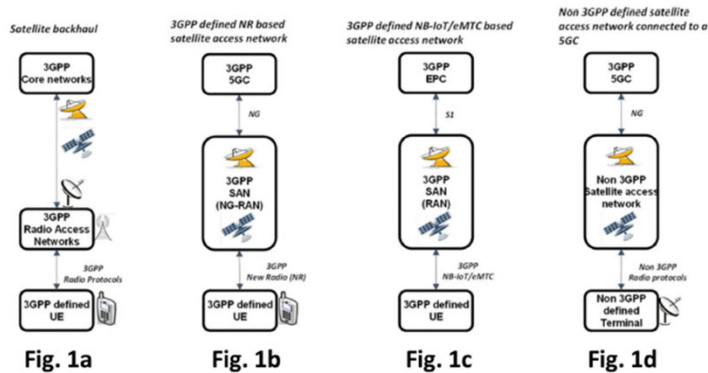 Satellite backhaul
3GPP
Core networks
3GPP
Radio Access
Networks
3GPP
Radio Protocols
3GPP defined
UE
Fig. 1a
3GPP defined NR based
satellite access network
3GPP
5GC
NG
3GPP
SAN
(NG-RAN)
3GPP
New Radio (NR)
3GPP defined
UE
Fig. 1b
3GPP defined NB-IoT/eMTC based
satellite access network
3GPP
EPC
S1
3GPP
SAN
(RAN)
3GPP
NB-IoT/eMTC
3GPP defined
UE
Fig. 1c
Non 3GPP defined satellite
access network connected to a
5GC
3GPP
5GC
NG
Non 3GPP
Satellite access
network
Non 3GPP
Radio protocols
Non 3GPP
defined
Terminal
Fig. 1d